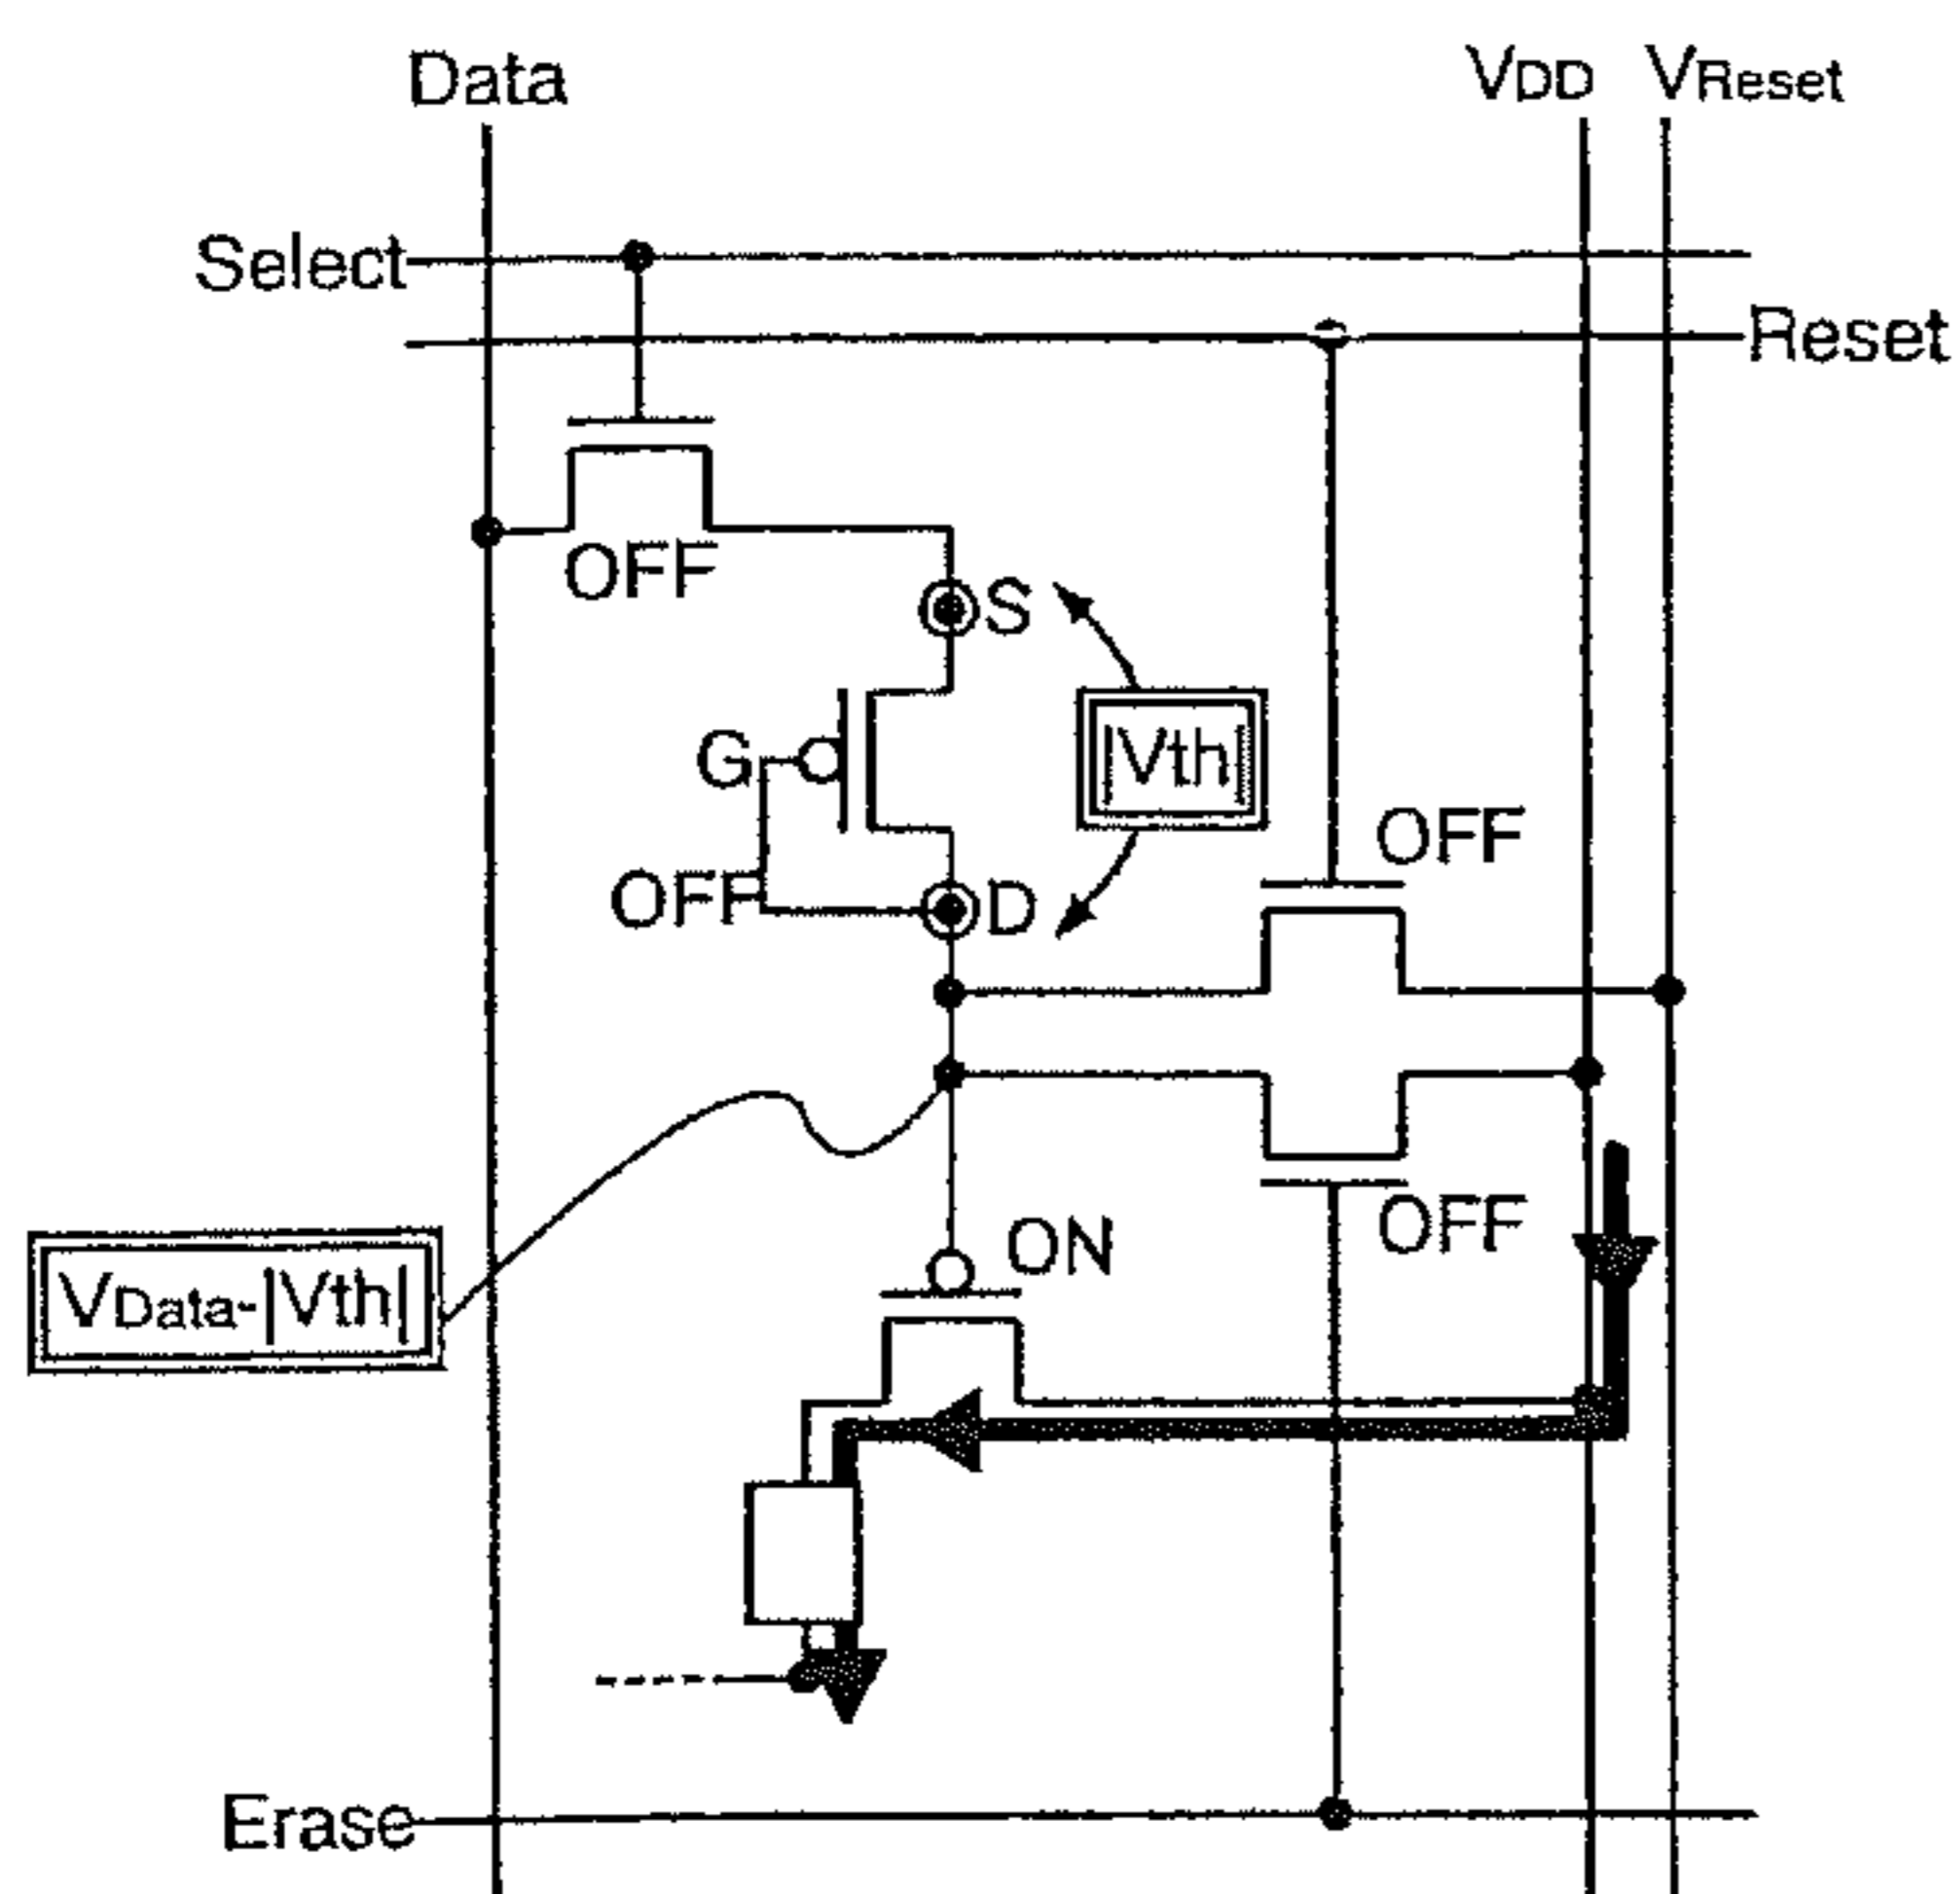 Data
VDD
VReset
Select
Reset
OFF
S
G
|Vth|
OFF
OFF
D
OFF
ON
VData-|Vth|
Erase